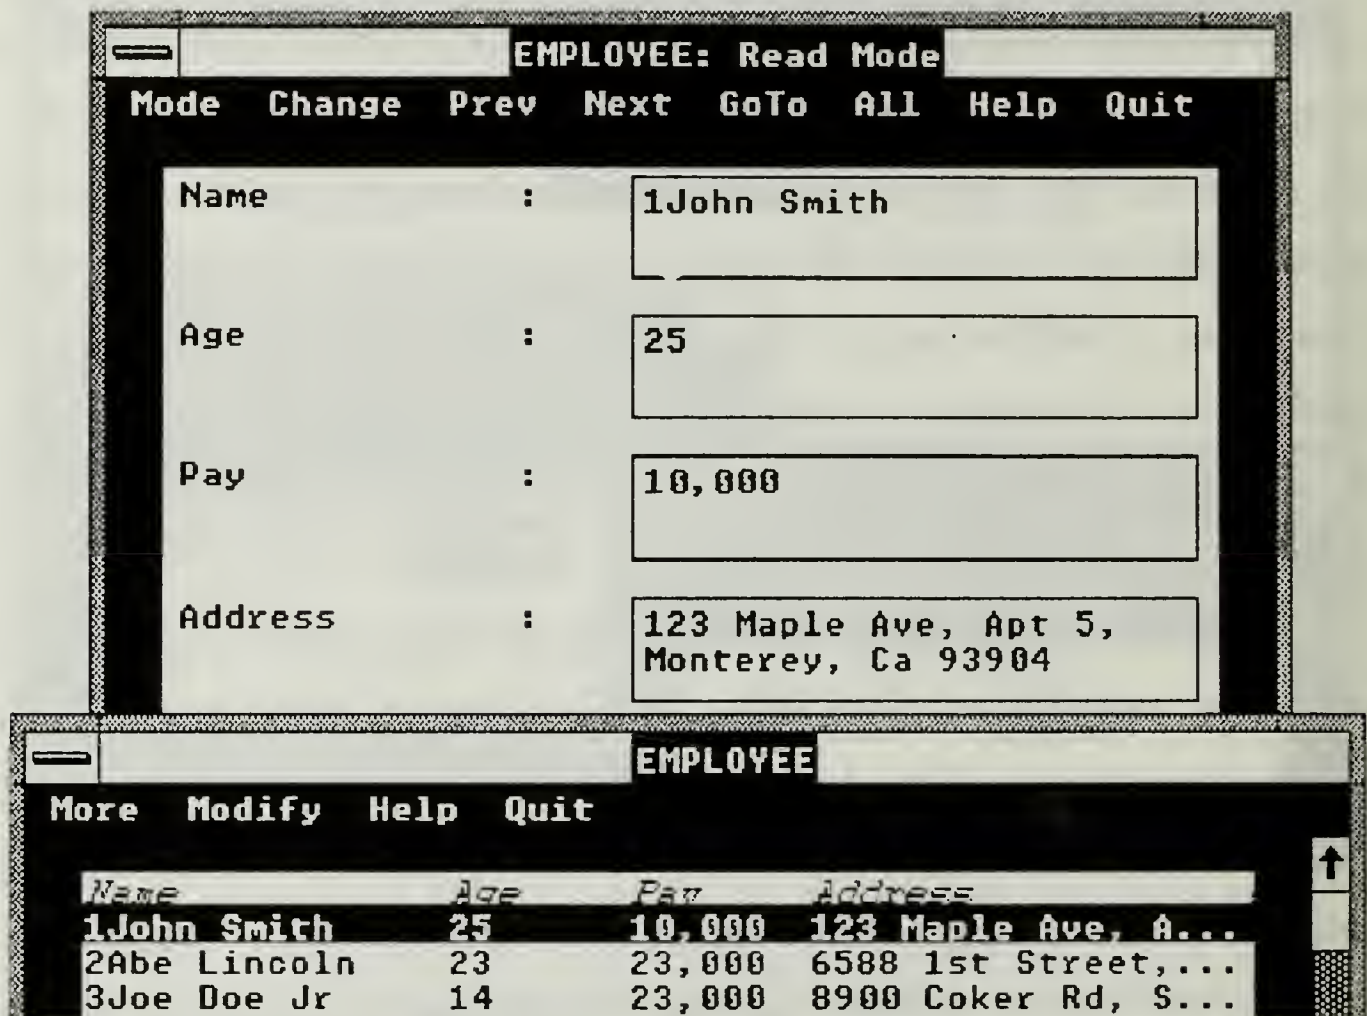 EMPLOYEE: Read Mode
Mode Change Prev Next GoTo All Help Quit
Name : 1John Smith
Age : 25
Pay : 10,000
Address : 123 Maple Ave, Apt 5,
Monterey, Ca 93904
EMPLOYEE
More Modify Help Quit
Name Age Pay Address
1John Smith 25 10,000 123 Maple Ave, A...
2Abe Lincoln 23 23,000 6588 1st Street,...
3Joe Doe Jr 14 23,000 8900 Coker Rd, S...